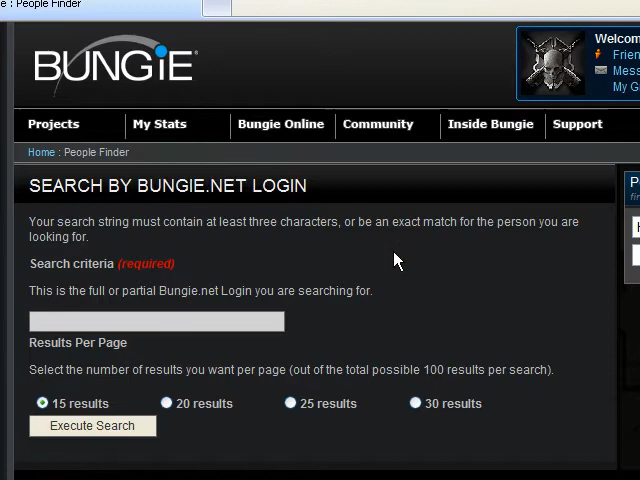 e : People Finder
BUNGiE
Welcom
Frien
Mess
My G
Projects My Stats Bungie Online Community Inside Bungie Support
Home : People Finder
SEARCH BY BUNGIE.NET LOGIN
Your search string must contain at least three characters, or be an exact match for the person you are
looking for.
Search criteria (required)
This is the full or partial Bungie.net Login you are searching for.
Results Per Page
Select the number of results you want per page (out of the total possible 100 results per search).
15 results 20 results 25 results 30 results
Execute Search